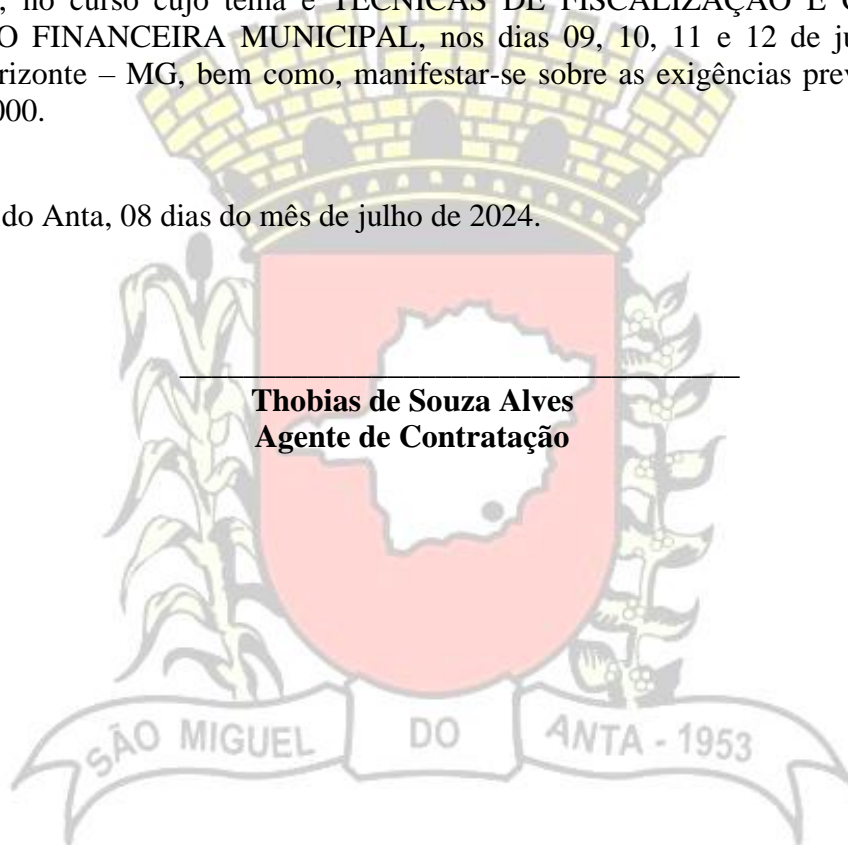 , no curso cujo tema é TÉCNICAS DE FISCALIZAÇÃO E
O FINANCEIRA MUNICIPAL, nos dias 09, 10, 11 e 12 de
rizonte – MG, bem como, manifestar-se sobre as exigências
000.
do Anta, 08 dias do mês de julho de 2024.
Thobias de Souza Alves
Agente de Contratação
SÃO MIGUEL DO ANTA - 1953